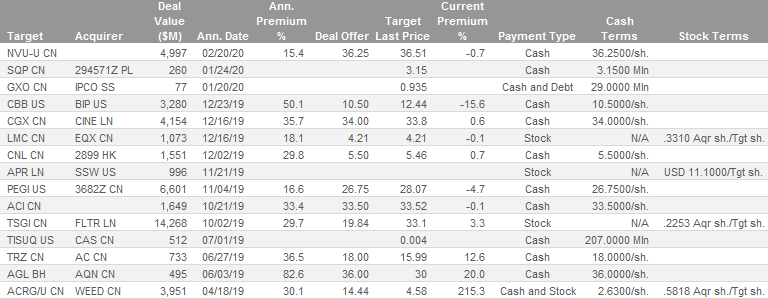 Target Acquirer Deal Value ($M) Ann. Date Ann. Premium % Deal Offer Target Last Price Current Premium % Payment Type Cash Terms Stock Terms
NVU-U CN 4,997 02/20/20 15.4 36.25 36.51 -0.7 Cash 36.2500/sh.
SQP CN 294571Z PL 260 01/24/20 3.15 Cash 3.1500 Mln
GXO CN IPCO SS 77 01/20/20 0.935 Cash and Debt 29.0000 Mln
CBB US BIP US 3,280 12/23/19 50.1 10.50 12.44 -15.6 Cash 10.5000/sh.
CGX CN CINE LN 4,154 12/16/19 35.7 34.00 33.8 0.6 Cash 34.0000/sh.
LMC CN EQX CN 1,073 12/16/19 18.1 4.21 4.21 -0.1 Stock N/A .3310 Aqr sh./Tgt sh.
CNL CN 2899 HK 1,551 12/02/19 29.8 5.50 5.46 0.7 Cash 5.5000/sh.
APR LN SSW US 996 11/21/19 Stock N/A USD 11.1000/Tgt sh.
PEGI US 3682Z CN 6,601 11/04/19 16.6 26.75 28.07 -4.7 Cash 26.7500/sh.
ACI CN 1,649 10/21/19 33.4 33.50 33.52 -0.1 Cash 33.5000/sh.
TSGI CN FLTR LN 14,268 10/02/19 29.7 19.84 33.1 3.3 Stock N/A .2253 Aqr sh./Tgt sh.
TISUQ US CAS CN 512 07/01/19 0.004 Cash 207.0000 Mln
TRZ CN AC CN 733 06/27/19 36.5 18.00 15.99 12.6 Cash 18.0000/sh.
AGL BH AQN CN 495 06/03/19 82.6 36.00 30 20.0 Cash 36.0000/sh.
ACRG/U CN WEED CN 3,951 04/18/19 30.1 14.44 4.58 215.3 Cash and Stock 2.6300/sh. .5818 Aqr sh./Tgt sh.